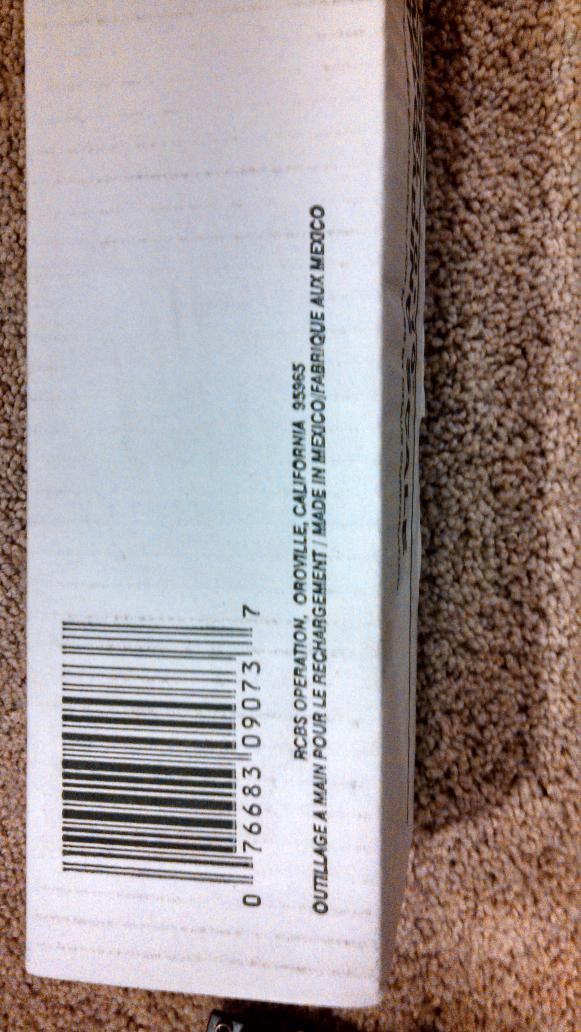 0 76683 09073 7
RCBS OPERATION, OROVILLE, CALIFORNIA 95965
OUTILLAGE A MAIN POUR LE RECHARGEMENT / MADE IN MEXICO/FABRIQUE AUX MEXICO